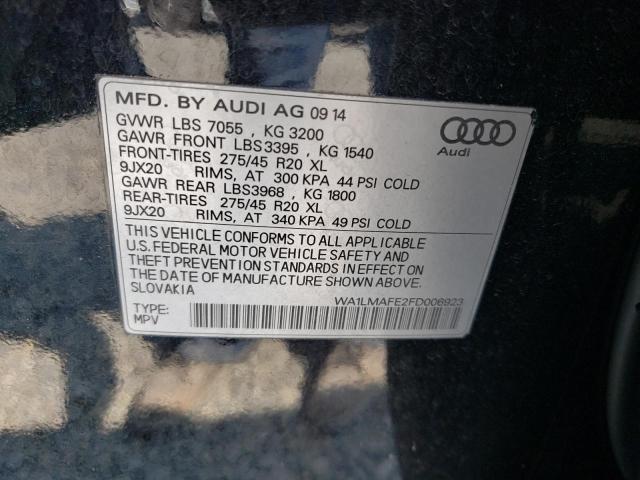 MFD. BY AUDI AG 09 14
GVWR LBS 7055 , KG 3200
GAWR FRONT LBS 3395 , KG 1540
FRONT-TIRES 275/45 R20 XL
9JX20 RIMS, AT 300 KPA 44 PSI COLD
GAWR REAR LBS3968 , KG 1800
REAR-TIRES 275/45 R20 XL
9JX20 RIMS, AT 340 KPA 49 PSI COLD
Audi
THIS VEHICLE CONFORMS TO ALL APPLICABLE
U.S. FEDERAL MOTOR VEHICLE SAFETY AND
THEFT PREVENTION STANDARDS IN EFFECT ON
THE DATE OF MANUFACTURE SHOWN ABOVE.
SLOVAKIA
WA1LMAFE2FD006923
TYPE:
MPV